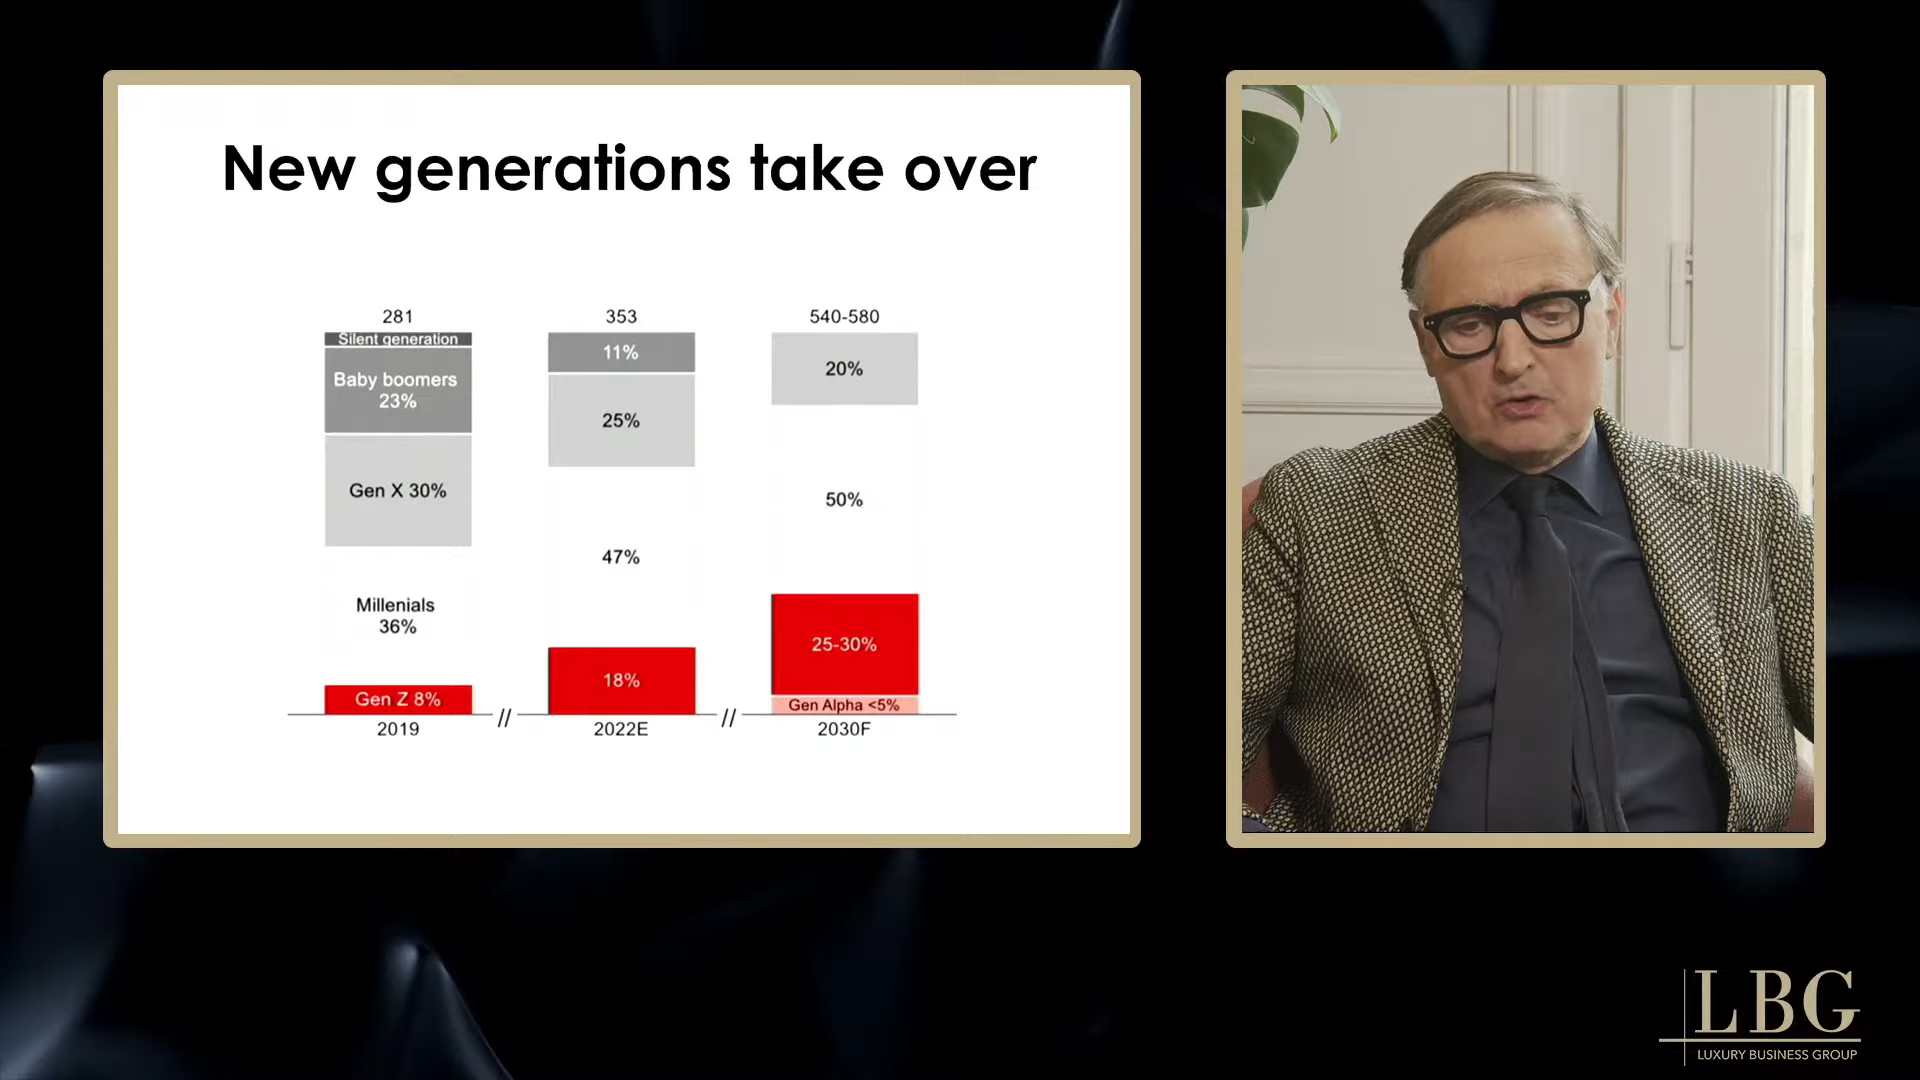 New generations take over
281
353
540-580
Silent generation
Baby boomers
23%
Gen X 30%
Millenials
36%
Gen Z 8%
11%
25%
47%
18%
20%
50%
25-30%
Gen Alpha <5%
2019
//
2022E
//
2030F
LBG
LUXURY BUSINESS GROUP